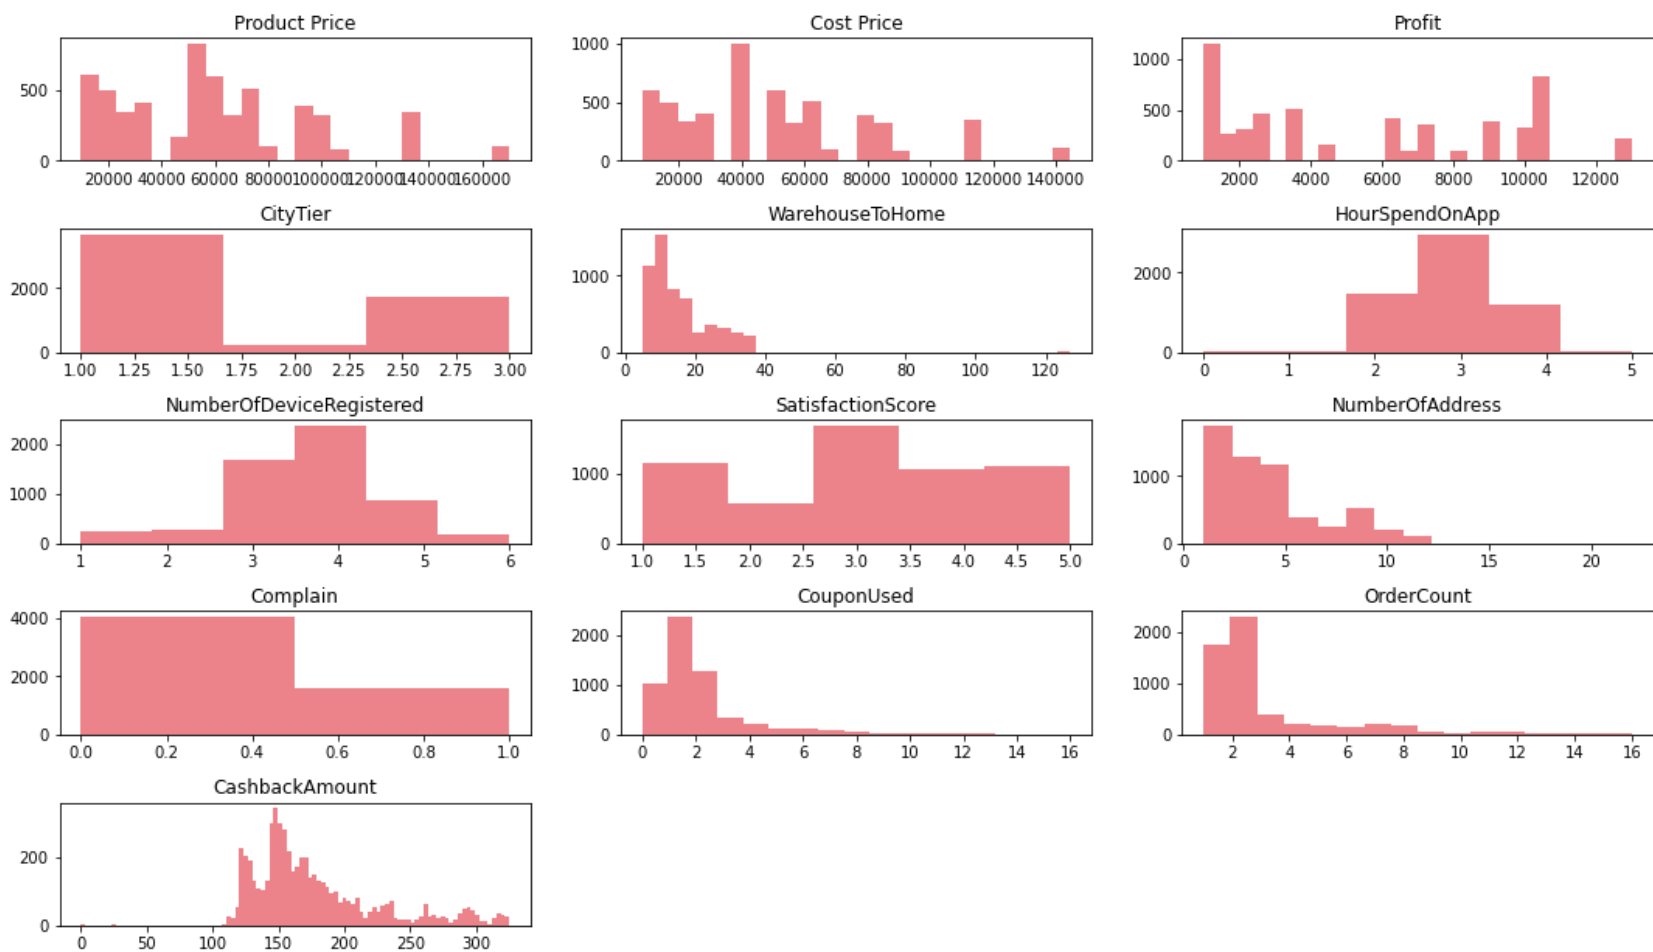 Product Price
500
0
20000 40000 60000 80000 100000 120000 140000 160000
Cost Price
1000
500
0
20000 40000 60000 80000 100000 120000 140000
Profit
1000
500
0
2000 4000 6000 8000 10000 12000
CityTier
2000
0
1.00 1.25 1.50 1.75 2.00 2.25 2.50 2.75 3.00
WarehouseToHome
1000
0
0 20 40 60 80 100 120
HourSpendOnApp
2000
0
0 1 2 3 4 5
NumberOfDeviceRegistered
2000
1000
0
1 2 3 4 5 6
SatisfactionScore
1000
0
1.0 1.5 2.0 2.5 3.0 3.5 4.0 4.5 5.0
NumberOfAddress
1000
0
0 5 10 15 20
Complain
4000
2000
0
0.0 0.2 0.4 0.6 0.8 1.0
CouponUsed
2000
1000
0
0 2 4 6 8 10 12 14 16
OrderCount
2000
1000
0
2 4 6 8 10 12 14 16
CashbackAmount
200
0
0 50 100 150 200 250 300